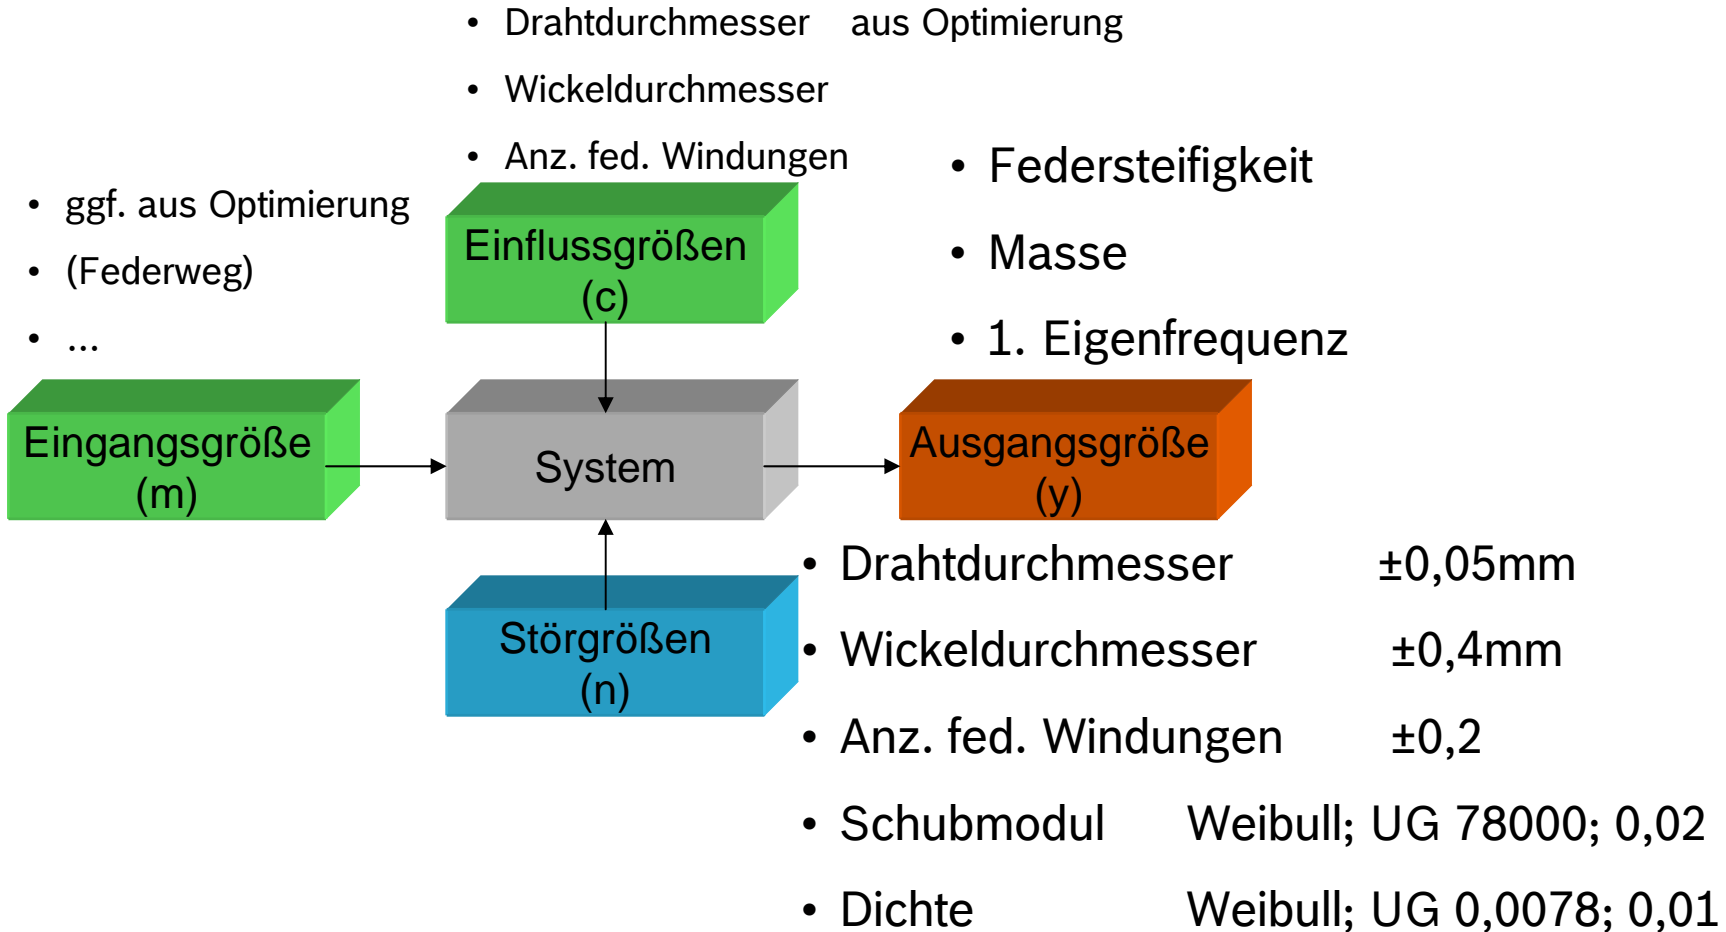 • Drahtdurchmesser aus Optimierung
• Wickeldurchmesser
• Anz. fed. Windungen
• ggf. aus Optimierung
• (Federweg)
• ...
• Federsteifigkeit
• Masse
• 1. Eigenfrequenz
Einflussgrößen
(c)
Eingangsgröße
(m)
System
Ausgangsgröße
(y)
Störgrößen
(n)
• Drahtdurchmesser ±0,05mm
• Wickeldurchmesser ±0,4mm
• Anz. fed. Windungen ±0,2
• Schubmodul Weibull; UG 78000; 0,02
• Dichte Weibull; UG 0,0078; 0,01